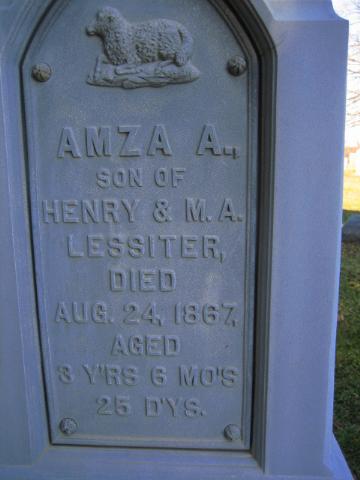 AMZA A.,
SON OF
HENRY & M. A.
LESSITER,
DIED
AUG. 24, 1867,
AGED
3 Y'RS 6 MO'S
25 D'YS.